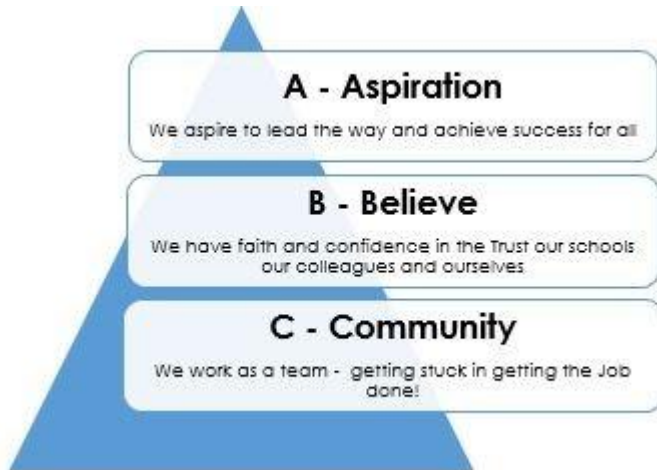 A - Aspiration
We aspire to lead the way and achieve success for all
B - Believe
We have faith and confidence in the Trust our schools
our colleagues and ourselves
C - Community
We work as a team - getting stuck in getting the Job
done!